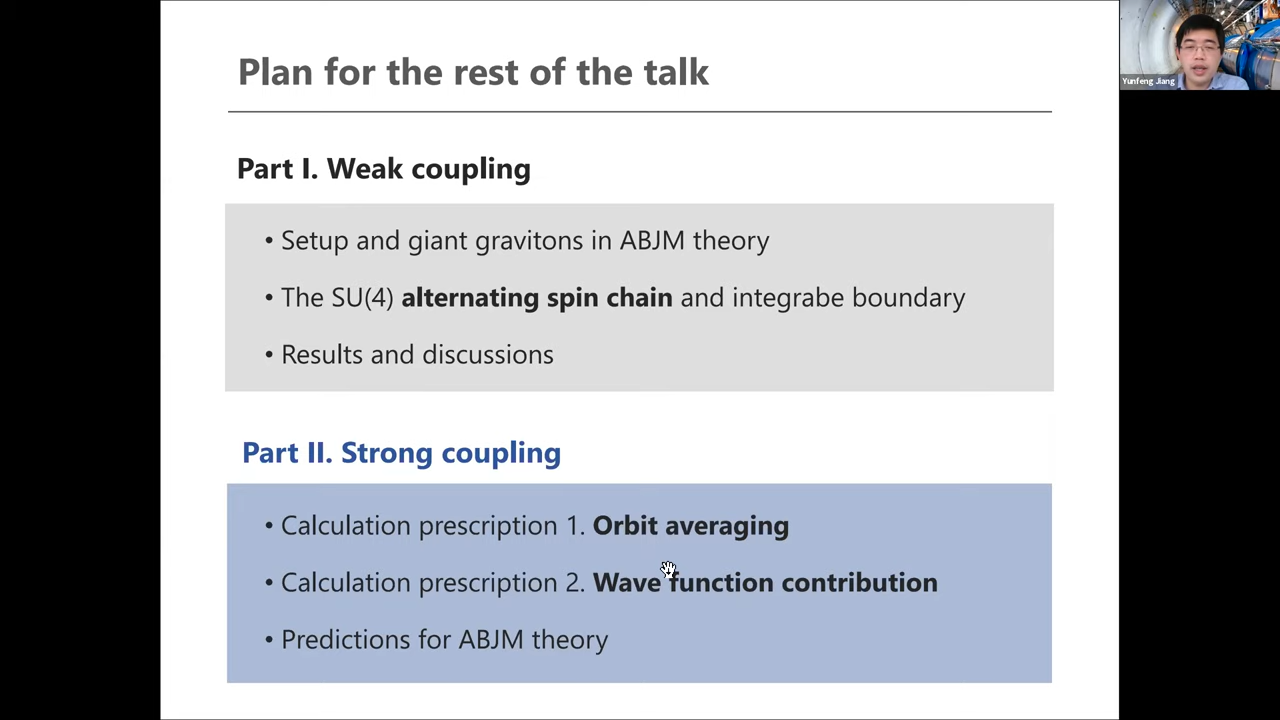 Plan for the rest of the talk
Yunfeng Jiang
Part I. Weak coupling
• Setup and giant gravitons in ABJM theory
• The SU(4) alternating spin chain and integrabe boundary
• Results and discussions
Part II. Strong coupling
• Calculation prescription 1. Orbit averaging
• Calculation prescription 2. Wave function contribution
• Predictions for ABJM theory